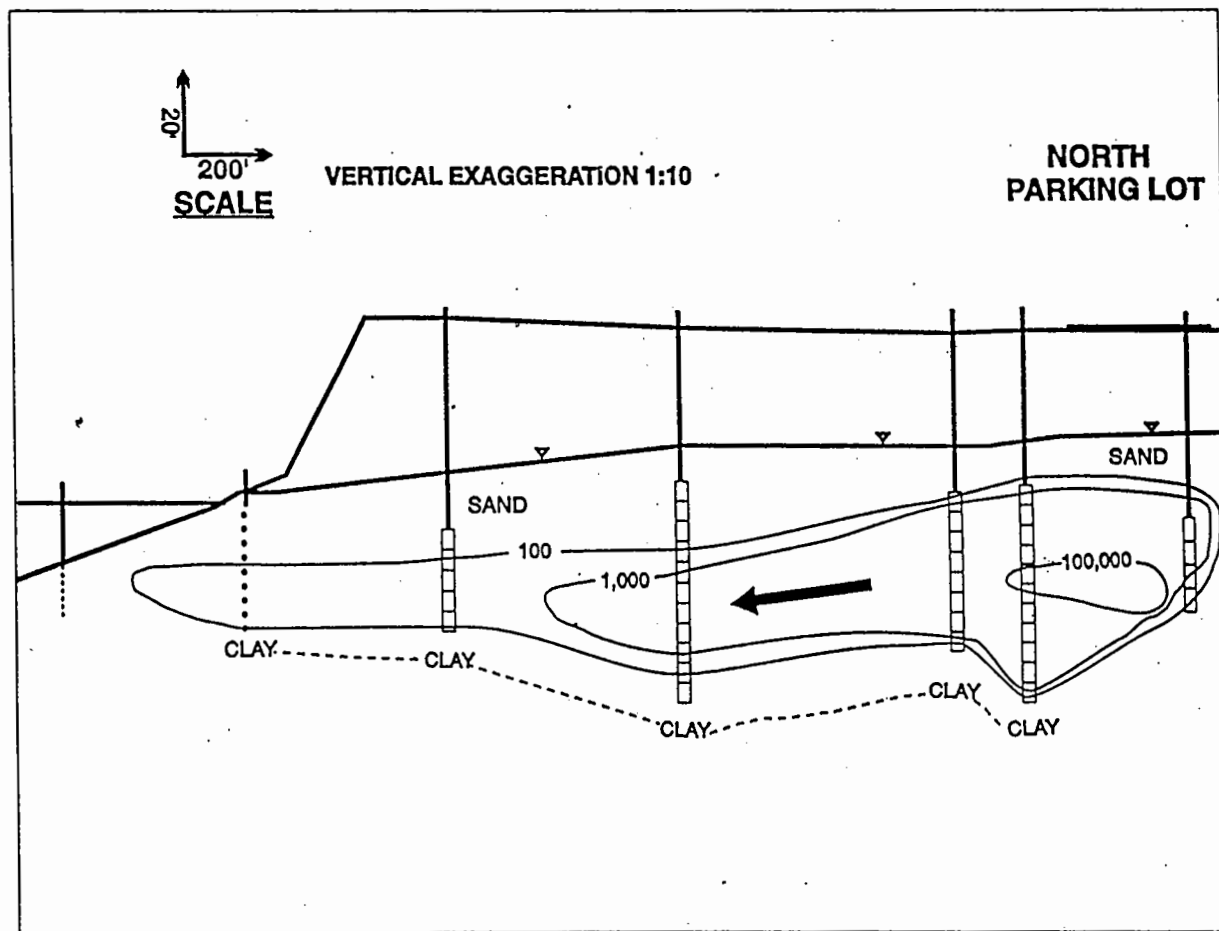 20'
200'
SCALE
VERTICAL EXAGGERATION 1:10
NORTH
PARKING LOT
SAND
SAND
100
1,000
100,000
CLAY
CLAY
CLAY
CLAY
CLAY